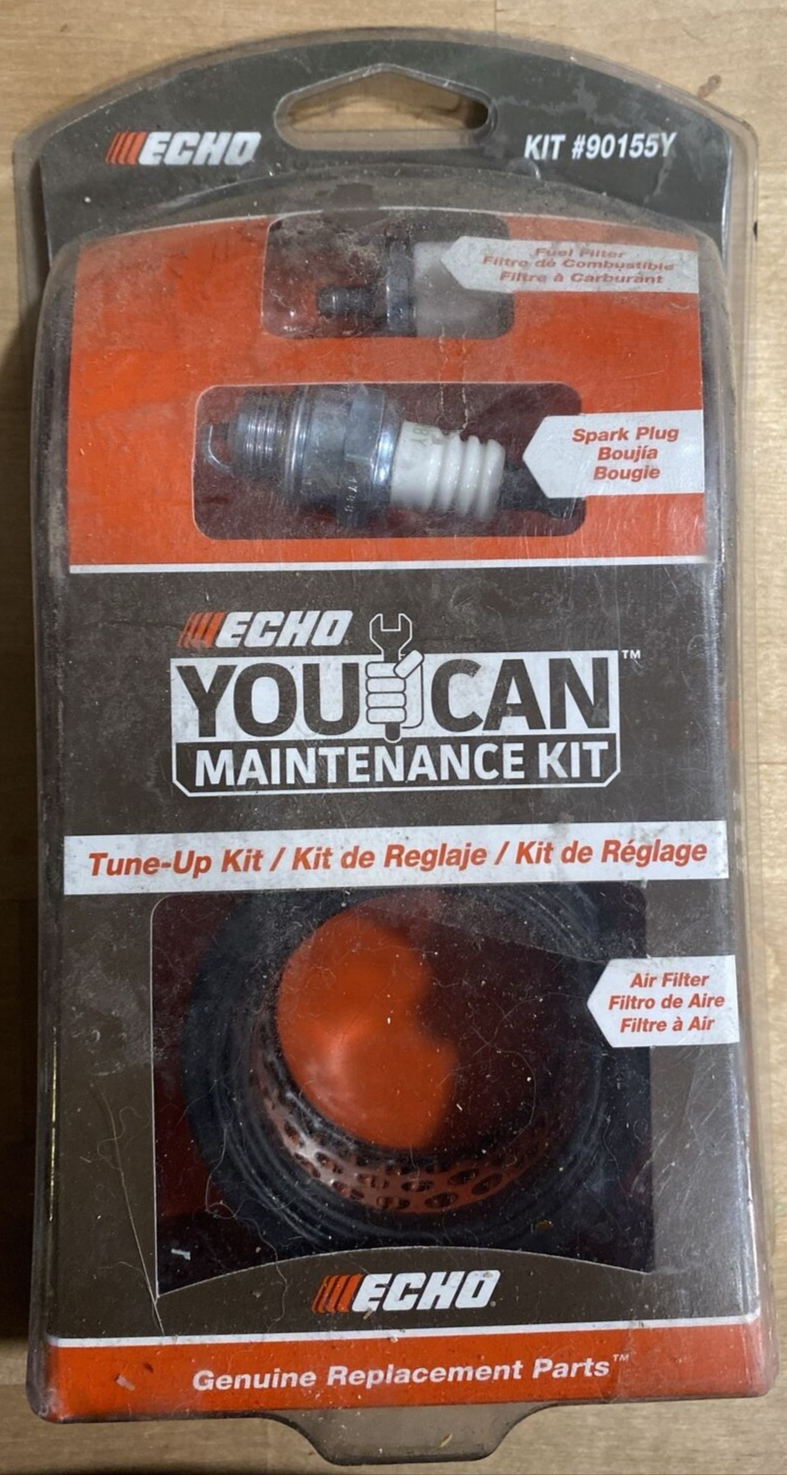 ECHO
KIT #90155Y
Fuel Filter
Filtro de Combustible
Filtre à Carburant
Spark Plug
Boujía
Bougie
ECHO
YOU CAN™
MAINTENANCE KIT
Tune-Up Kit / Kit de Reglaje / Kit de Réglage
Air Filter
Filtro de Aire
Filtre à Air
ECHO
Genuine Replacement Parts™